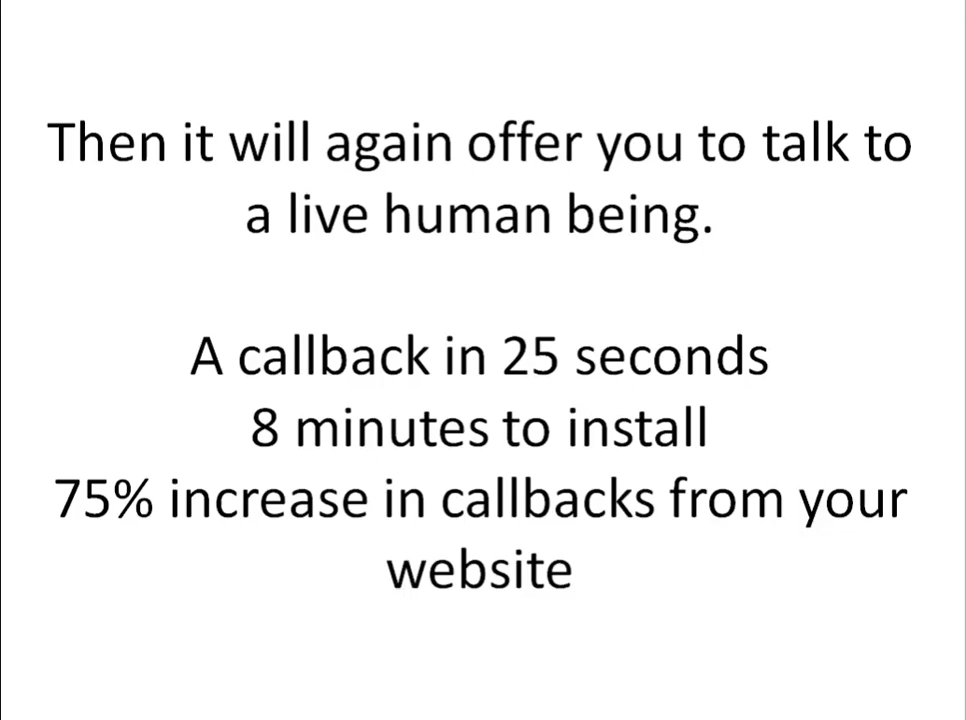 Then it will again offer you to talk to
a live human being.
A callback in 25 seconds
8 minutes to install
75% increase in callbacks from your
website